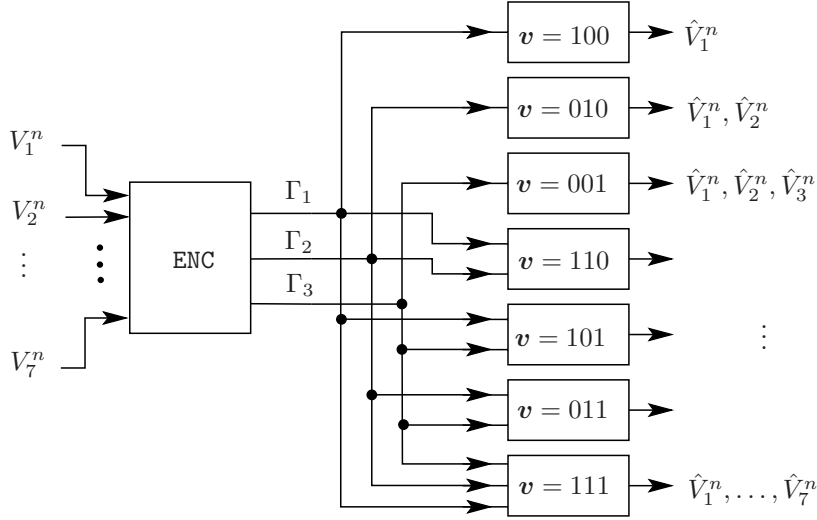 v = 100
V̂₁ⁿ
v = 010
V̂₁ⁿ, V̂₂ⁿ
V₁ⁿ
v = 001
V̂₁ⁿ, V̂₂ⁿ, V̂₃ⁿ
Γ₁
V₂ⁿ
Γ₂
⋮
ENC
v = 110
Γ₃
V₇ⁿ
v = 101
⋮
v = 011
v = 111
V̂₁ⁿ, . . . , V̂₇ⁿ